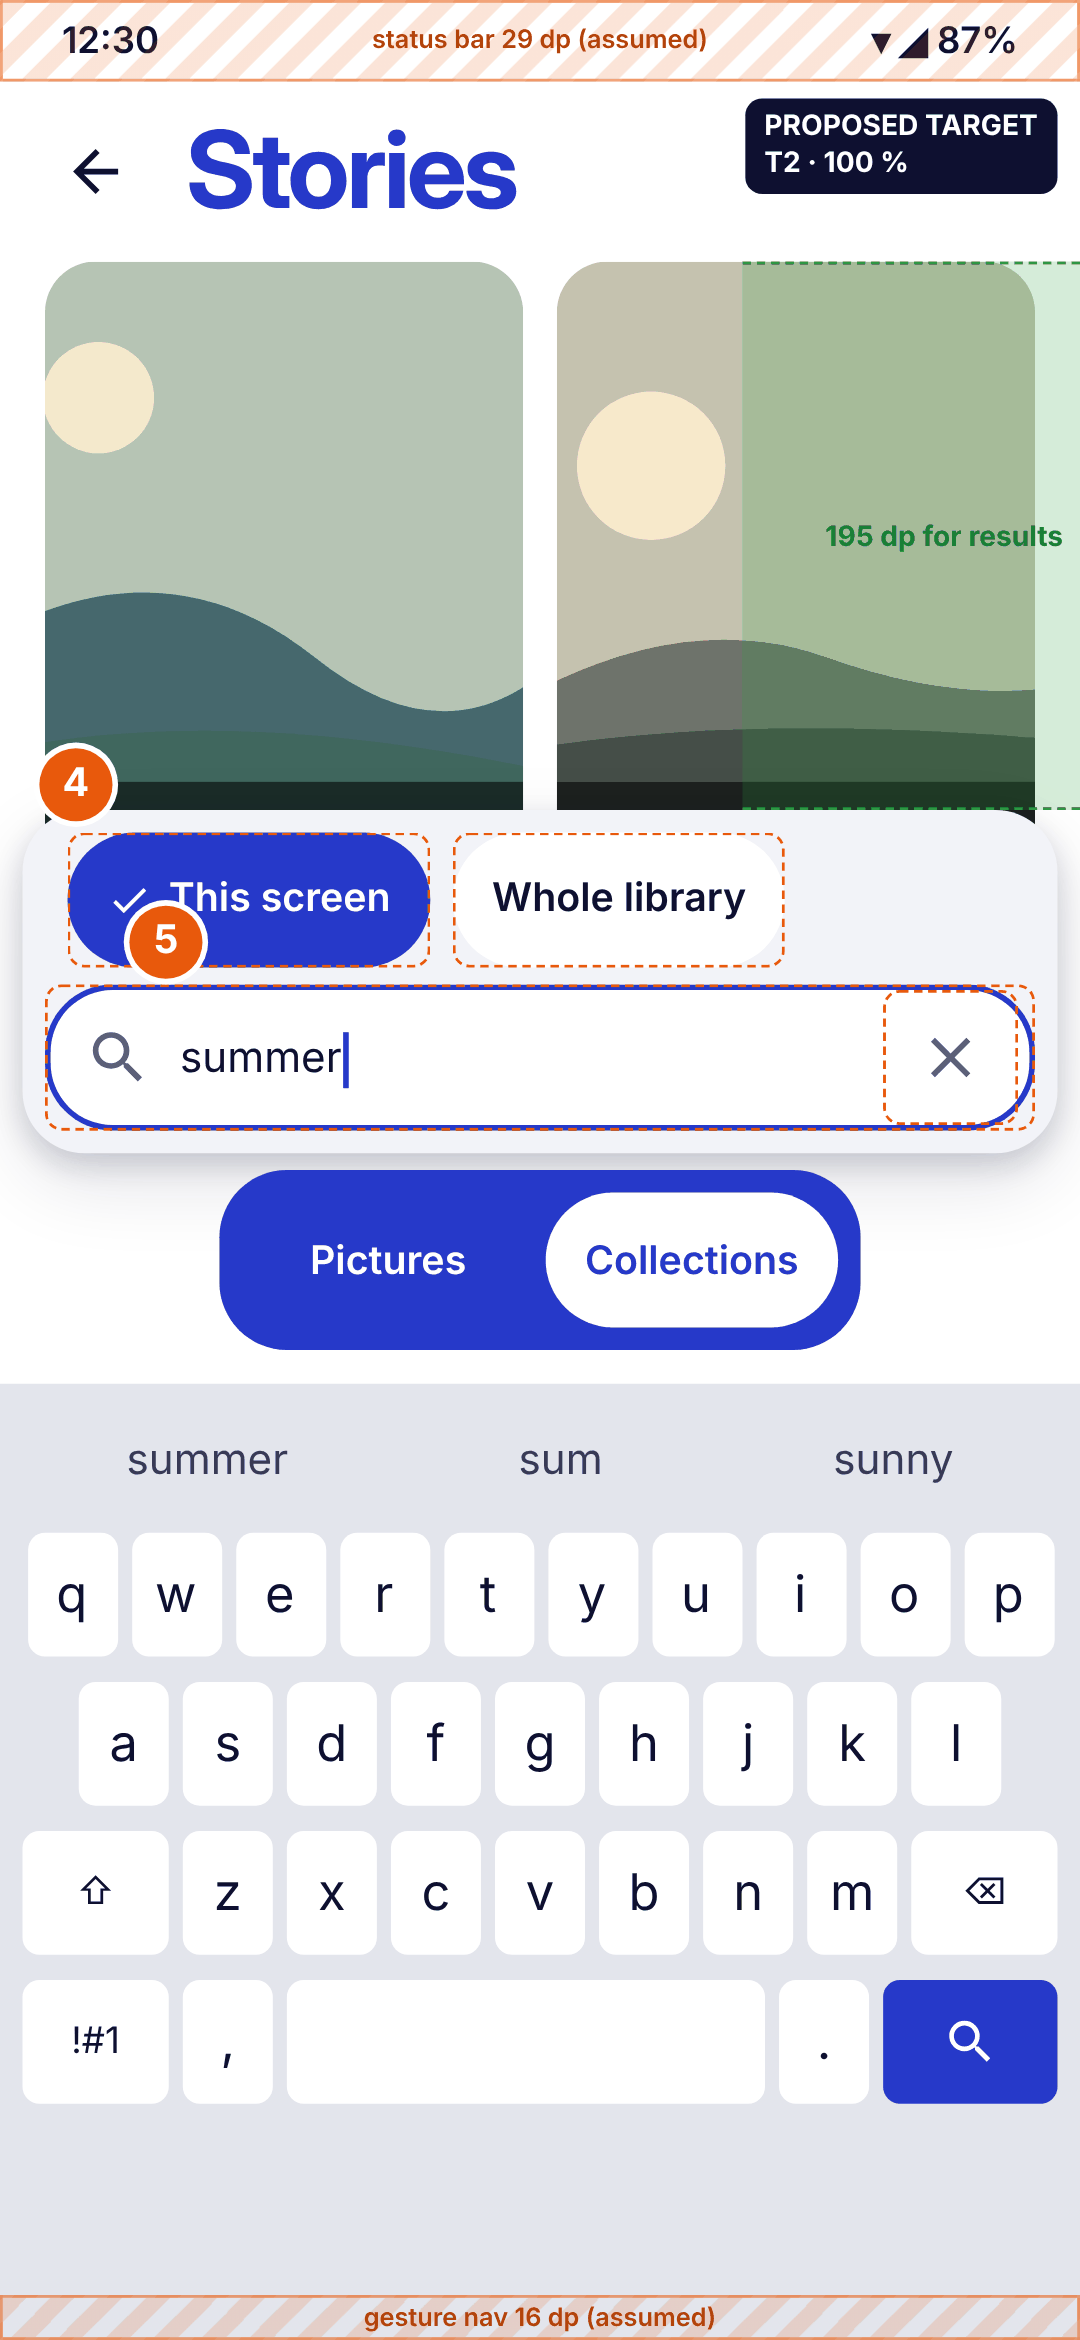 12:30
status bar 29 dp (assumed)
87%
Stories
PROPOSED TARGET
T2 · 100 %
195 dp for results
4
This screen
Whole library
5
summer
Pictures
Collections
summer sum sunny
q w e r t y u i o p
a s d f g h j k l
z x c v b n m
!#1 , .
gesture nav 16 dp (assumed)